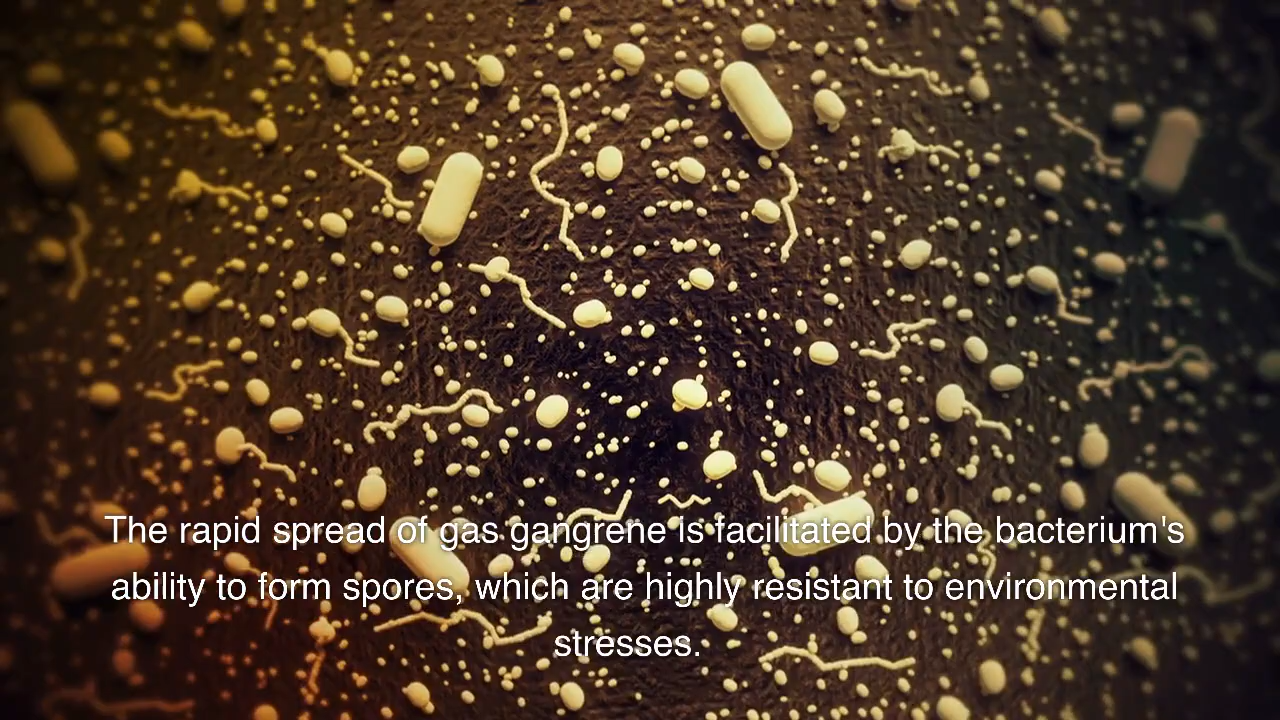 The rapid spread of gas gangrene is facilitated by the bacterium's
ability to form spores, which are highly resistant to environmental
stresses.